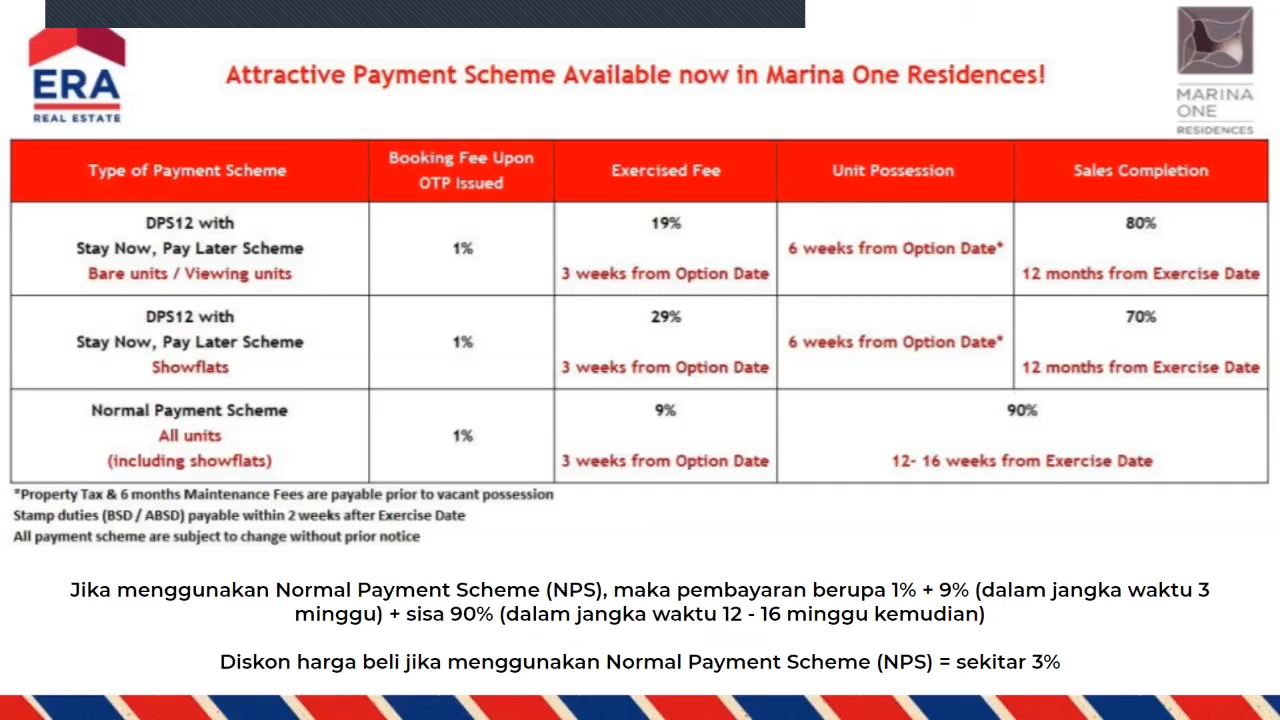 ERA
REAL ESTATE
Attractive Payment Scheme Available now in Marina One Residences!
MARINA
ONE
RESIDENCES
Type of Payment Scheme
Booking Fee Upon
OTP Issued
Exercised Fee
Unit Possession
Sales Completion
DPS12 with
Stay Now, Pay Later Scheme
Bare units / Viewing units
1%
19%
3 weeks from Option Date
6 weeks from Option Date*
80%
12 months from Exercise Date
DPS12 with
Stay Now, Pay Later Scheme
Showflats
1%
29%
3 weeks from Option Date
6 weeks from Option Date*
70%
12 months from Exercise Date
Normal Payment Scheme
All units
(including showflats)
1%
9%
3 weeks from Option Date
90%
12- 16 weeks from Exercise Date
*Property Tax & 6 months Maintenance Fees are payable prior to vacant possession
Stamp duties (BSD / ABSD) payable within 2 weeks after Exercise Date
All payment scheme are subject to change without prior notice
Jika menggunakan Normal Payment Scheme (NPS), maka pembayaran berupa 1% + 9% (dalam jangka waktu 3
minggu) + sisa 90% (dalam jangka waktu 12 - 16 minggu kemudian)
Diskon harga beli jika menggunakan Normal Payment Scheme (NPS) = sekitar 3%